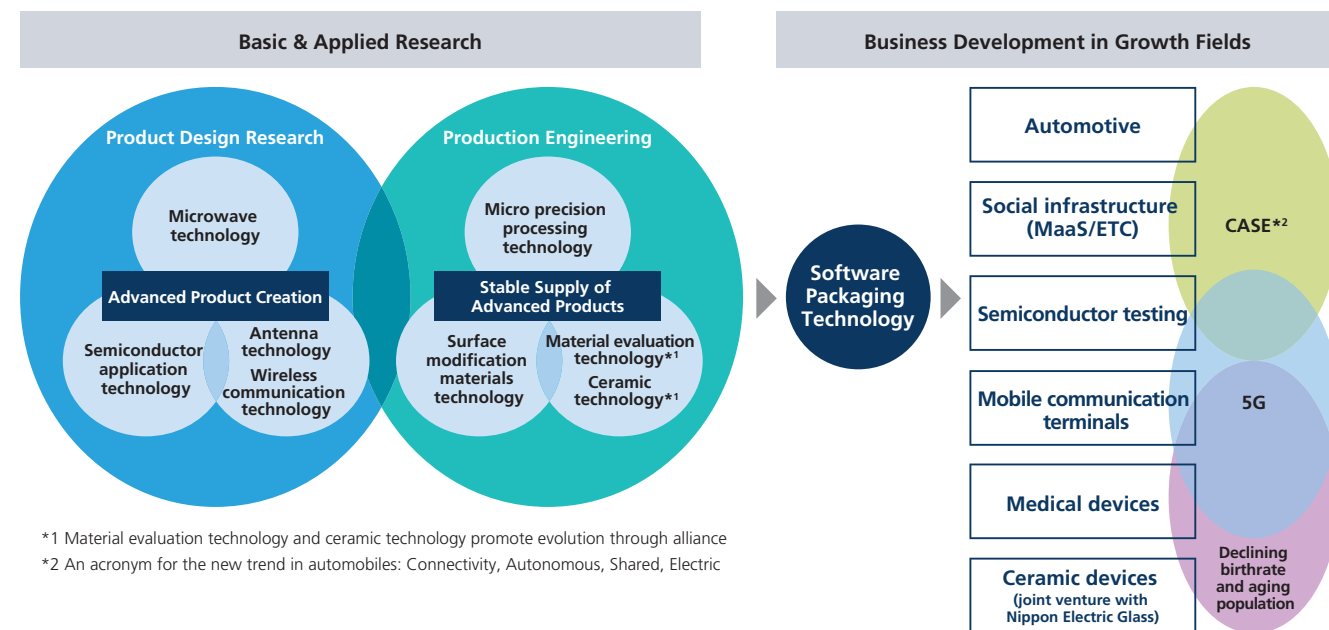 Basic & Applied Research
Product Design Research
Microwave
technology
Advanced Product Creation
Semiconductor
application
technology
Antenna
technology
Wireless
communication
technology
Production Engineering
Micro precision
processing
technology
Stable Supply of
Advanced Products
Surface
modification
materials
technology
Material evaluation
technology*1
Ceramic
technology*1
*1 Material evaluation technology and ceramic technology promote evolution through alliance
*2 An acronym for the new trend in automobiles: Connectivity, Autonomous, Shared, Electric
Software
Packaging
Technology
Business Development in Growth Fields
Automotive
Social infrastructure
(MaaS/ETC)
Semiconductor testing
Mobile communication
terminals
Medical devices
Ceramic devices
(joint venture with
Nippon Electric Glass)
CASE*2
5G
Declining
birthrate
and aging
population